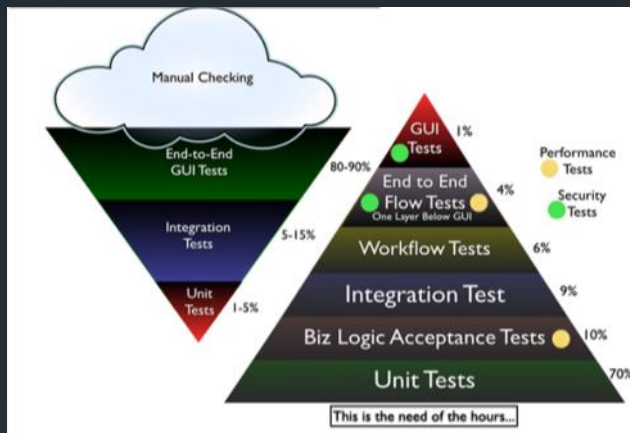 Manual Checking
End-to-End
GUI Tests
80-90%
Integration
Tests
5-15%
Unit
Tests
1-5%
GUI
Tests
1%
End to End
Flow Tests
One Layer Below GUI
4%
Workflow Tests
6%
Integration Test
9%
Biz Logic Acceptance Tests
10%
Unit Tests
70%
Performance
Tests
Security
Tests
This is the need of the hours...